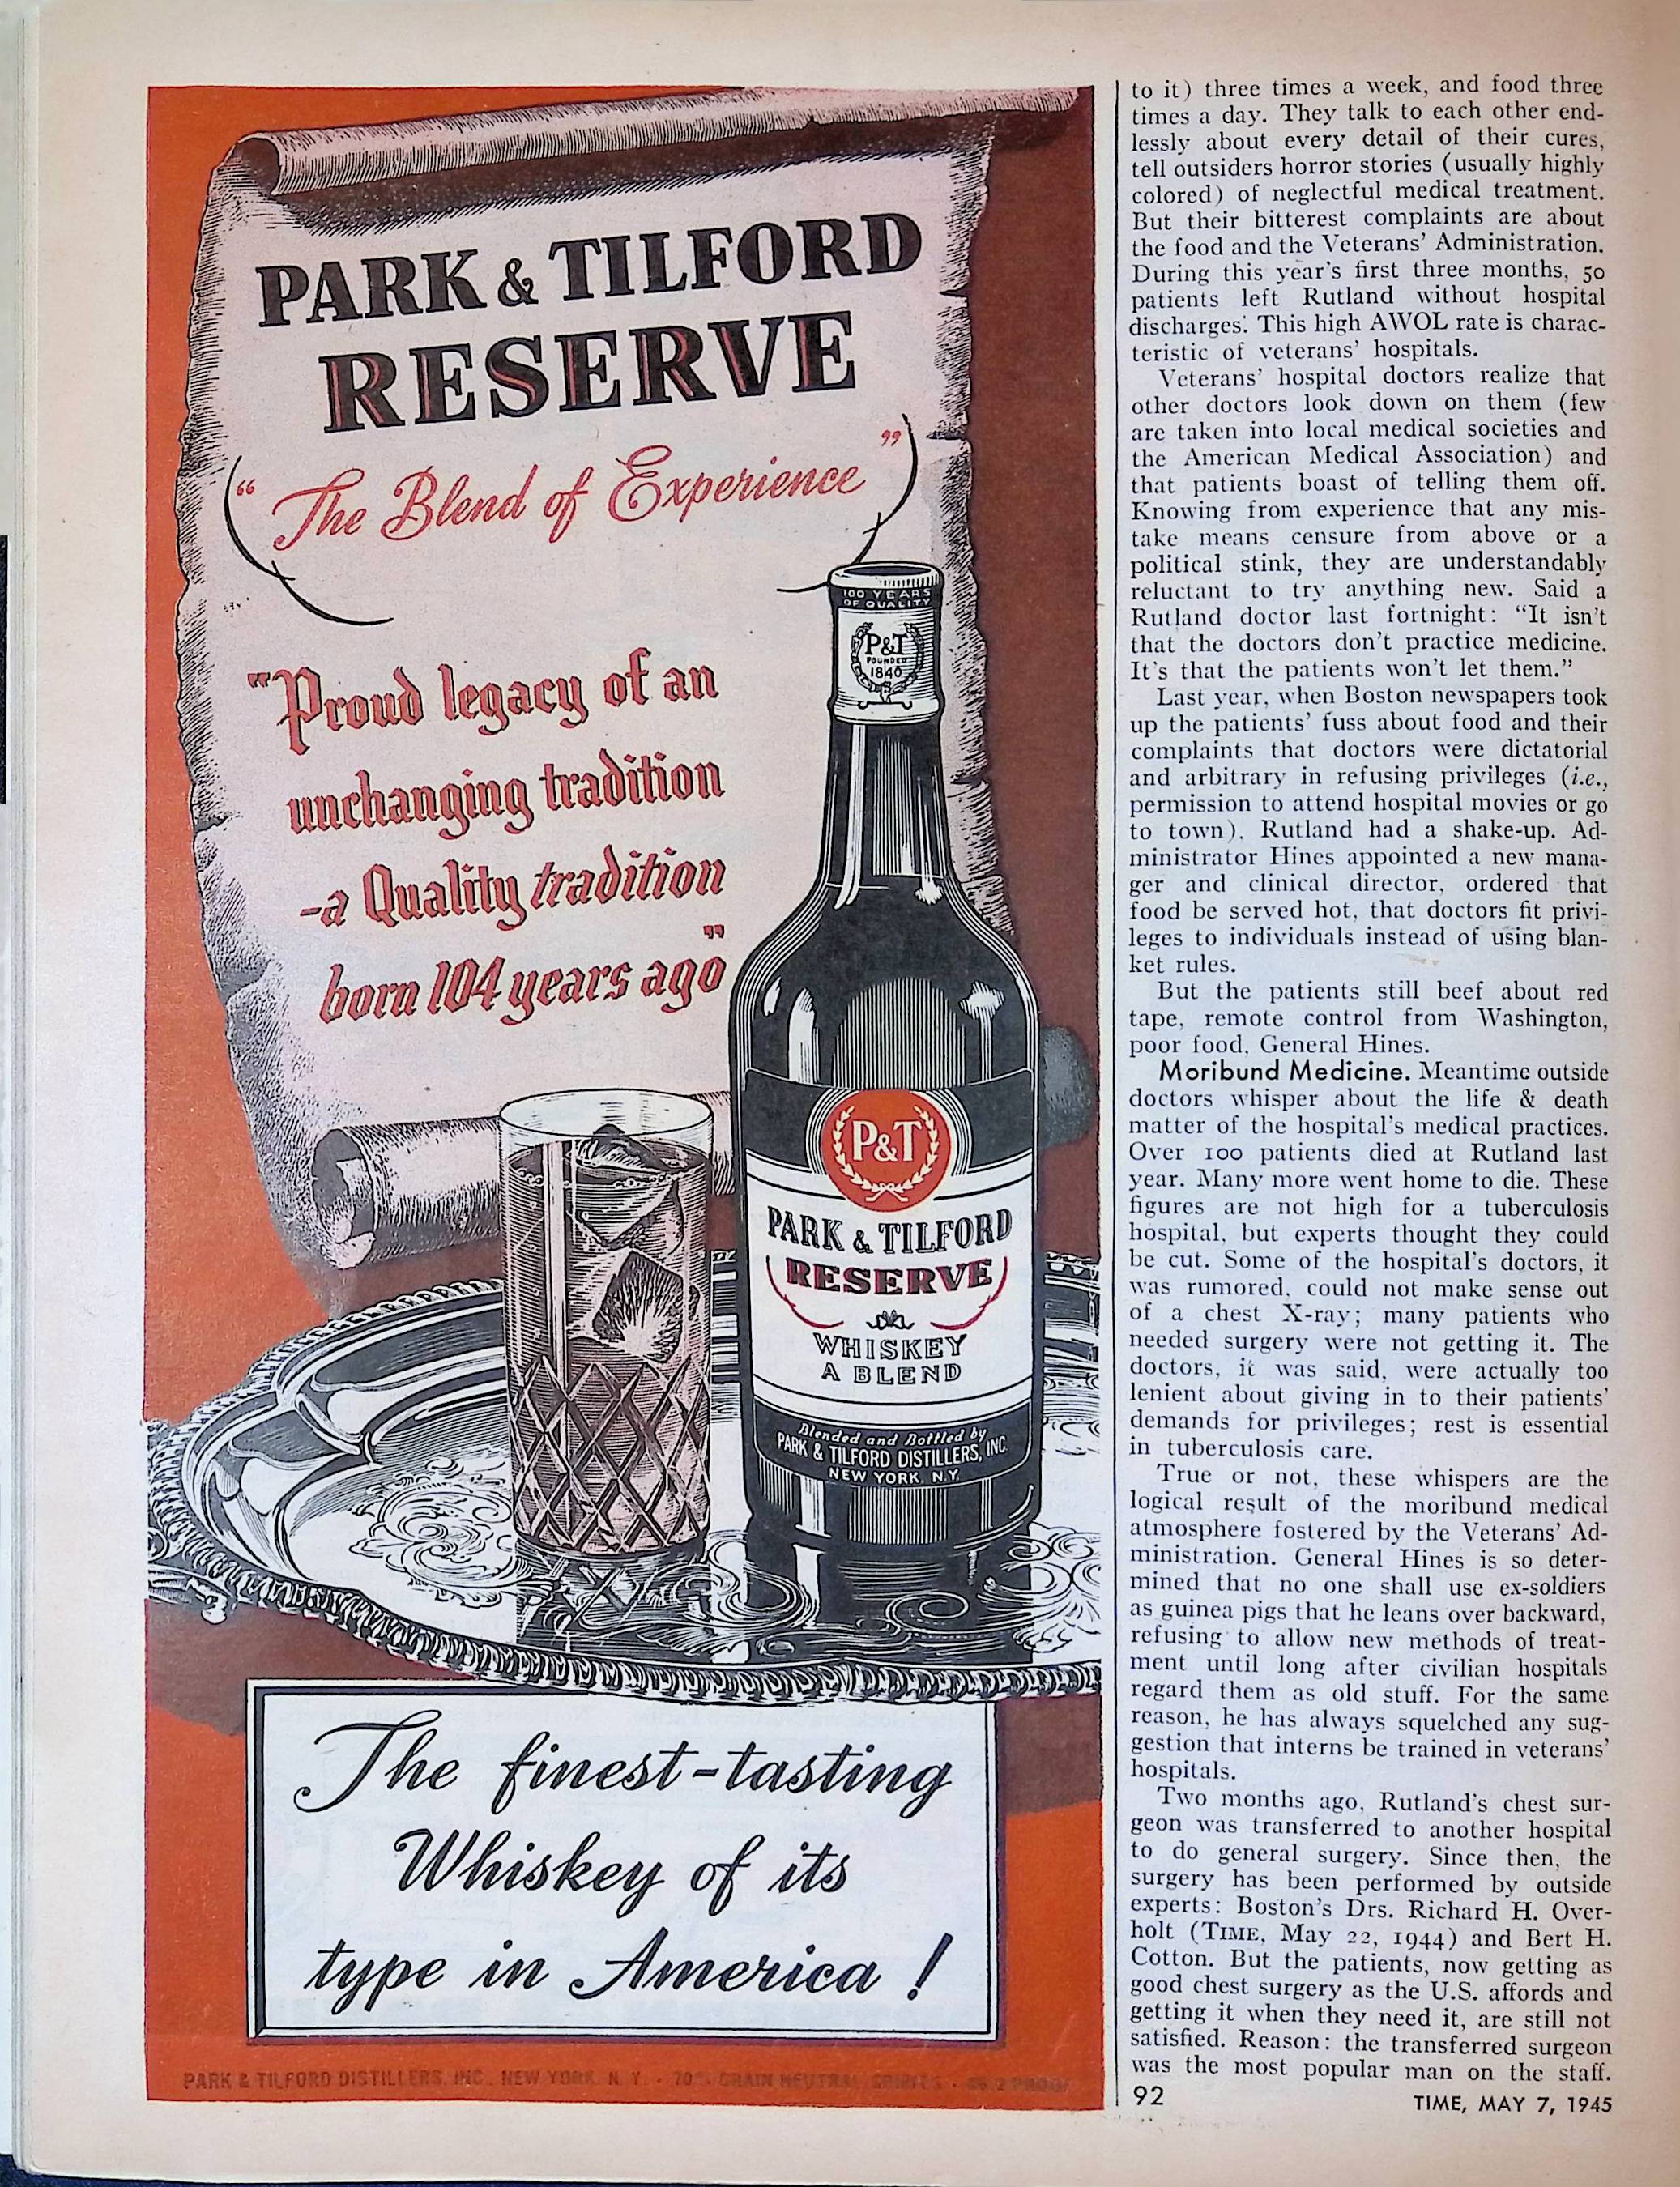 PARK & TILFORD
RESERVE
“The Blend of Experience”
"Proud legacy of an
unchanging tradition
-a Quality tradition
born 104 years ago"
100 YEARS
OF QUALITY
P&T
FOUNDED
1840
P&T
PARK & TILFORD
RESERVE
WHISKEY
A BLEND
Blended and Bottled by
PARK & TILFORD DISTILLERS, INC.
NEW YORK, N.Y.
The finest-tasting
Whiskey of its
type in America!
PARK & TILFORD DISTILLERS, INC., NEW YORK, N. Y. • 70% GRAIN NEUTRAL SPIRITS •
to it) three times a week, and food three
times a day. They talk to each other end-
lessly about every detail of their cures,
tell outsiders horror stories (usually highly
colored) of neglectful medical treatment.
But their bitterest complaints are about
the food and the Veterans’ Administration.
During this year’s first three months, 50
patients left Rutland without hospital
discharges. This high AWOL rate is charac-
teristic of veterans’ hospitals.
Veterans’ hospital doctors realize that
other doctors look down on them (few
are taken into local medical societies and
the American Medical Association) and
that patients boast of telling them off.
Knowing from experience that any mis-
take means censure from above or a
political stink, they are understandably
reluctant to try anything new. Said a
Rutland doctor last fortnight: “It isn’t
that the doctors don’t practice medicine.
It’s that the patients won’t let them.”
Last year, when Boston newspapers took
up the patients’ fuss about food and their
complaints that doctors were dictatorial
and arbitrary in refusing privileges (i.e.,
permission to attend hospital movies or go
to town), Rutland had a shake-up. Ad-
ministrator Hines appointed a new mana-
ger and clinical director, ordered that
food be served hot, that doctors fit privi-
leges to individuals instead of using blan-
ket rules.
But the patients still beef about red
tape, remote control from Washington,
poor food, General Hines.
Moribund Medicine. Meantime outside
doctors whisper about the life & death
matter of the hospital’s medical practices.
Over 100 patients died at Rutland last
year. Many more went home to die. These
figures are not high for a tuberculosis
hospital, but experts thought they could
be cut. Some of the hospital’s doctors, it
was rumored, could not make sense out
of a chest X-ray; many patients who
needed surgery were not getting it. The
doctors, it was said, were actually too
lenient about giving in to their patients’
demands for privileges; rest is essential
in tuberculosis care.
True or not, these whispers are the
logical result of the moribund medical
atmosphere fostered by the Veterans’ Ad-
ministration. General Hines is so deter-
mined that no one shall use ex-soldiers
as guinea pigs that he leans over backward,
refusing to allow new methods of treat-
ment until long after civilian hospitals
regard them as old stuff. For the same
reason, he has always squelched any sug-
gestion that interns be trained in veterans’
hospitals.
Two months ago, Rutland’s chest sur-
geon was transferred to another hospital
to do general surgery. Since then, the
surgery has been performed by outside
experts: Boston’s Drs. Richard H. Over-
holt (TIME, May 22, 1944) and Bert H.
Cotton. But the patients, now getting as
good chest surgery as the U.S. affords and
getting it when they need it, are still not
satisfied. Reason: the transferred surgeon
was the most popular man on the staff.
92
TIME, MAY 7, 1945